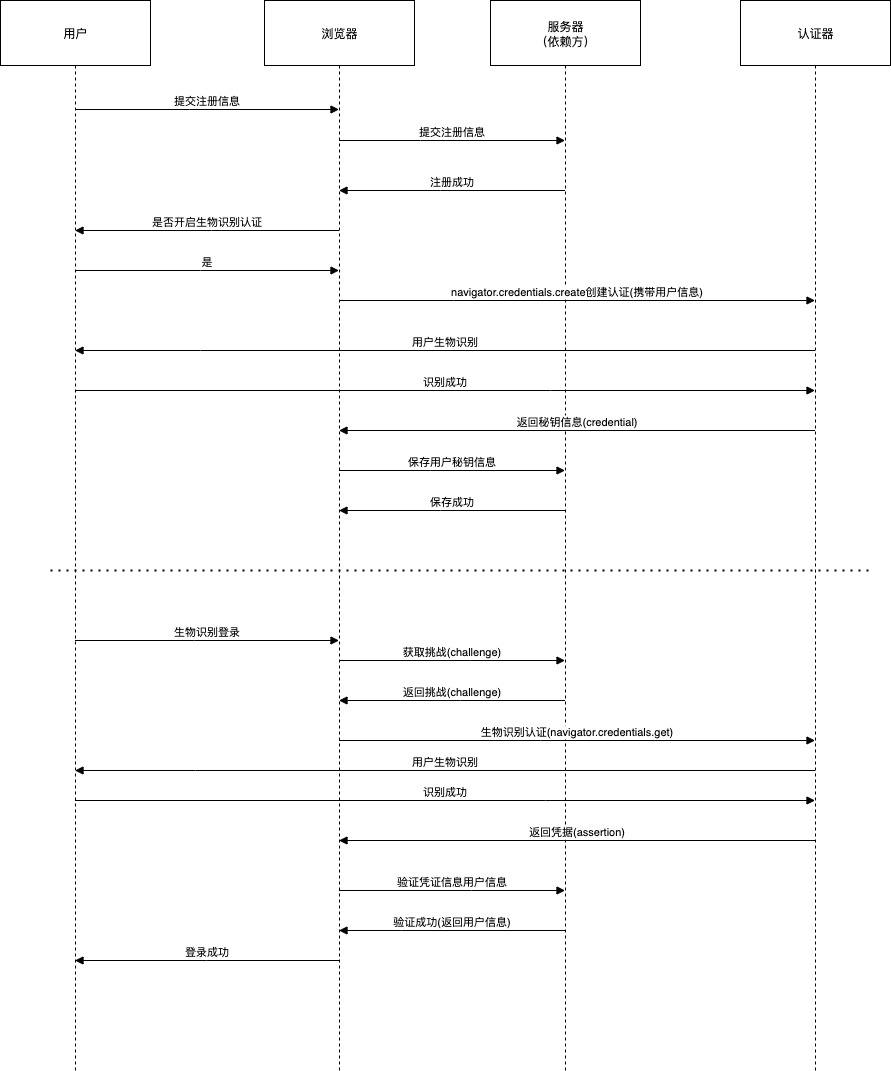 用户
浏览器
服务器
(依赖方)
认证器
提交注册信息
提交注册信息
注册成功
是否开启生物识别认证
是
navigator.credentials.create创建认证(携带用户信息)
用户生物识别
识别成功
返回秘钥信息(credential)
保存用户秘钥信息
保存成功
生物识别登录
获取挑战(challenge)
返回挑战(challenge)
生物识别认证(navigator.credentials.get)
用户生物识别
识别成功
返回凭据(assertion)
验证凭证信息用户信息
验证成功(返回用户信息)
登录成功